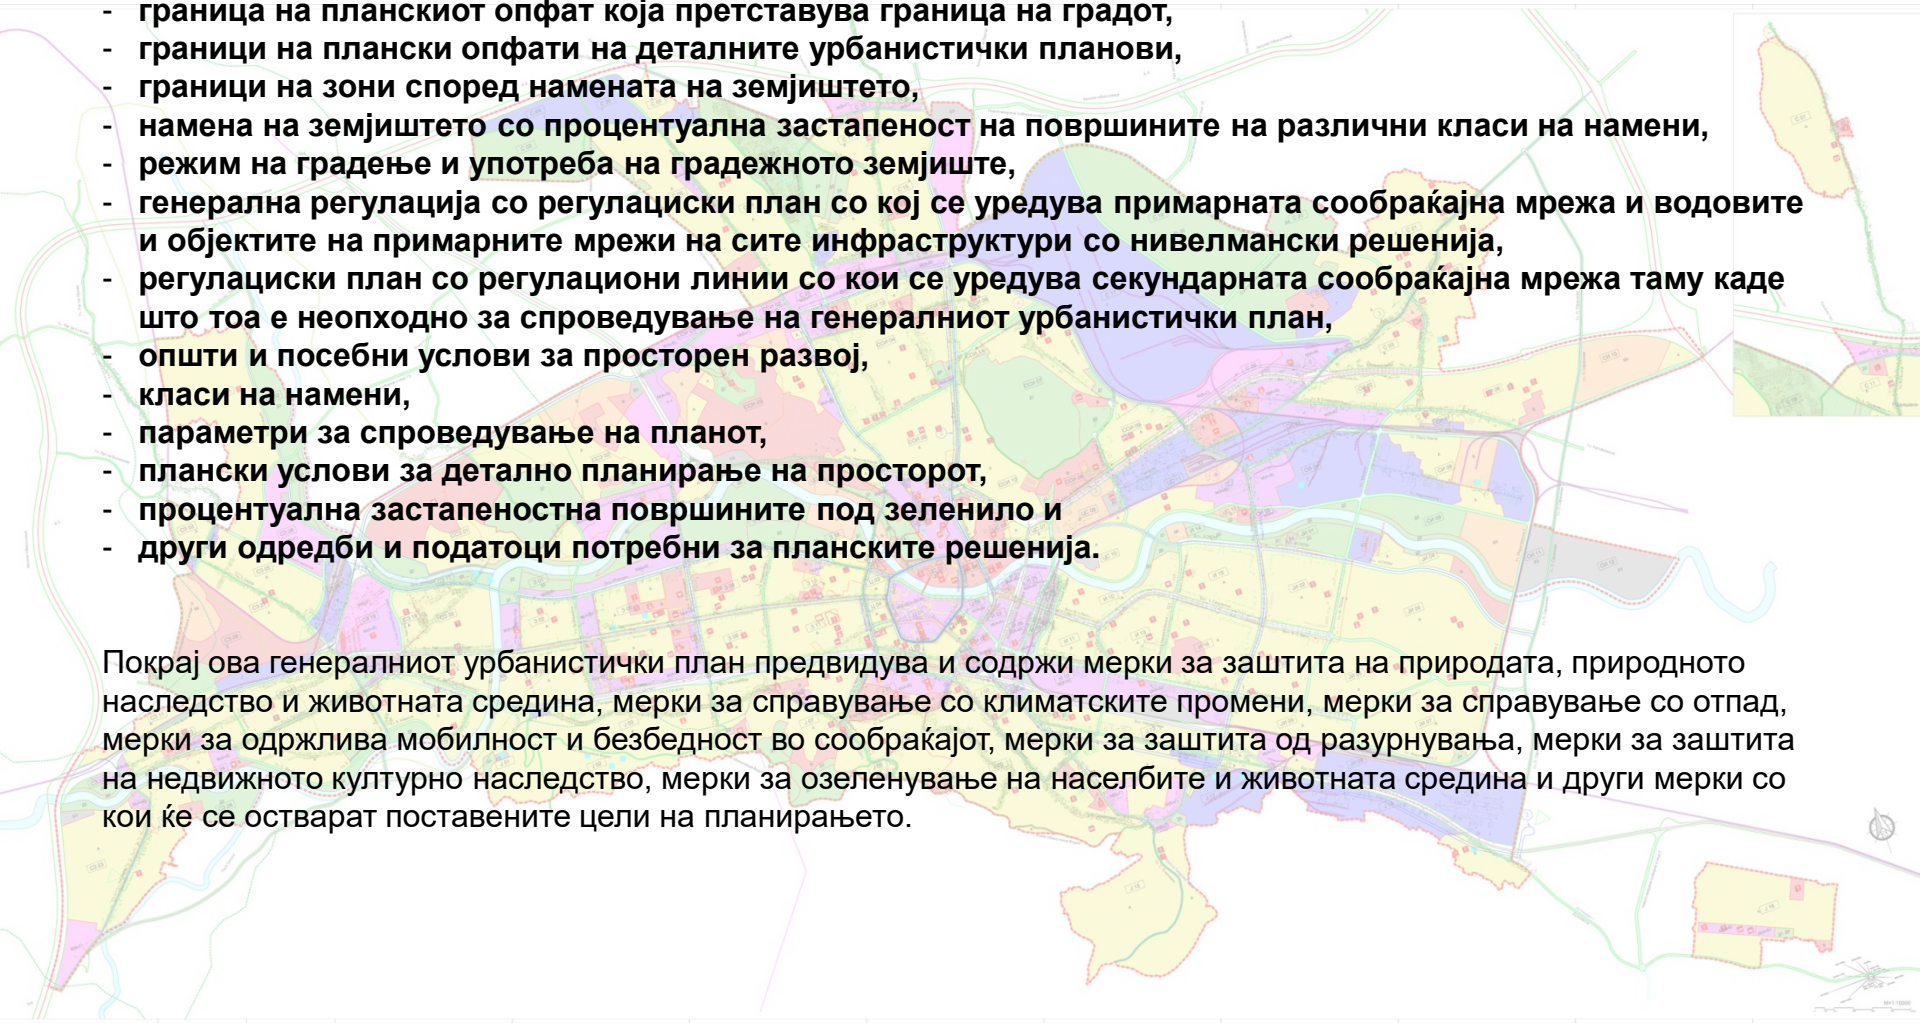 - граница на планскиот опфат која претставува граница на градот,
- граници на плански опфати на деталните урбанистички планови,
- граници на зони според намената на земјиштето,
- намена на земјиштето со процентуална застапеност на површините на различни класи на намени,
- режим на градење и употреба на градежното земјиште,
- генерална регулација со регулациски план со кој се уредува примарната сообраќајна мрежа и водовите
и објектите на примарните мрежи на сите инфраструктури со нивелмански решенија,
- регулациски план со регулациони линии со кои се уредува секундарната сообраќајна мрежа таму каде
што тоа е неопходно за спроведување на генералниот урбанистички план,
- општи и посебни услови за просторен развој,
- класи на намени,
- параметри за спроведување на планот,
- плански услови за детално планирање на просторот,
- процентуална застапеностна површините под зеленило и
- други одредби и податоци потребни за планските решенија.
Покрај ова генералниот урбанистички план предвидува и содржи мерки за заштита на природата, природното
наследство и животната средина, мерки за справување со климатските промени, мерки за справување со отпад,
мерки за одржлива мобилност и безбедност во сообраќајот, мерки за заштита од разурнувања, мерки за заштита
на недвижното културно наследство, мерки за озеленување на населбите и животната средина и други мерки со
кои ќе се остварат поставените цели на планирањето.